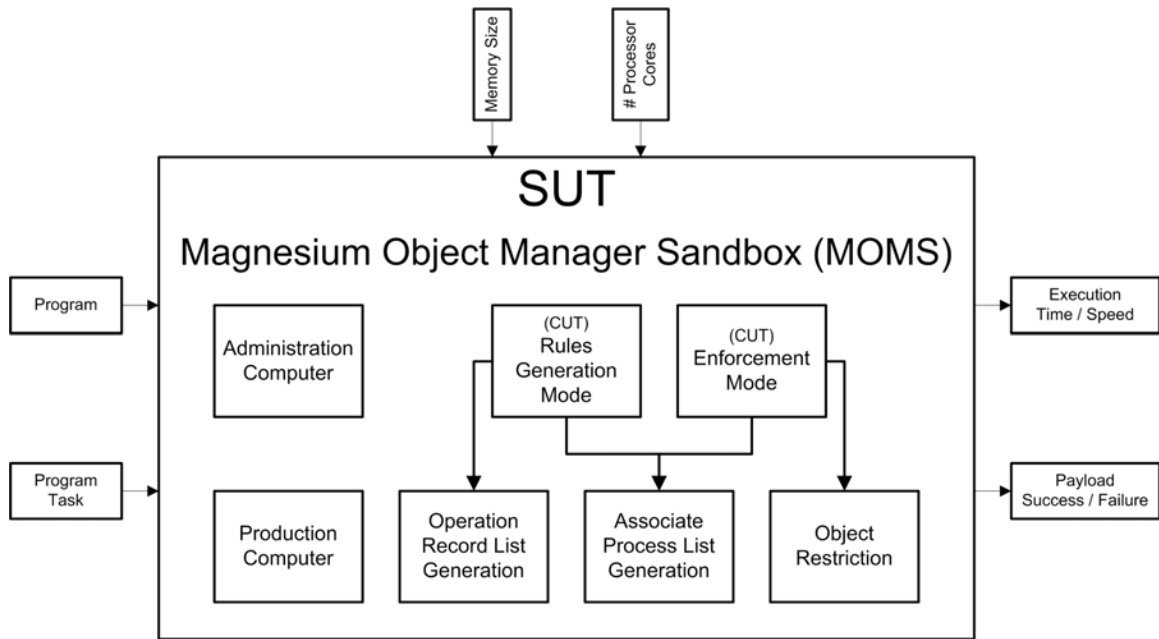 Memory Size
# Processor
Cores
SUT
Magnesium Object Manager Sandbox (MOMS)
Program
Administration
Computer
(CUT)
Rules
Generation
Mode
(CUT)
Enforcement
Mode
Execution
Time / Speed
Program
Task
Production
Computer
Operation
Record List
Generation
Associate
Process List
Generation
Object
Restriction
Payload
Success / Failure